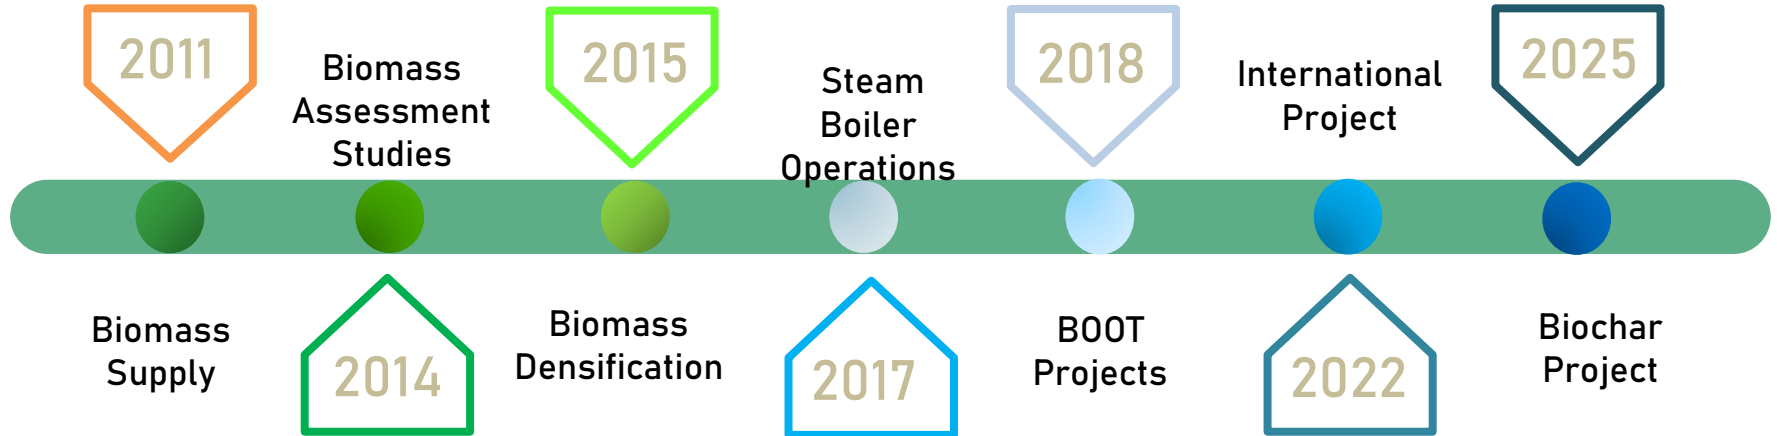 2011
Biomass
Supply
Biomass
Assessment
Studies
2014
2015
Biomass
Densification
Steam
Boiler
Operations
2017
2018
BOOT
Projects
International
Project
2022
2025
Biochar
Project